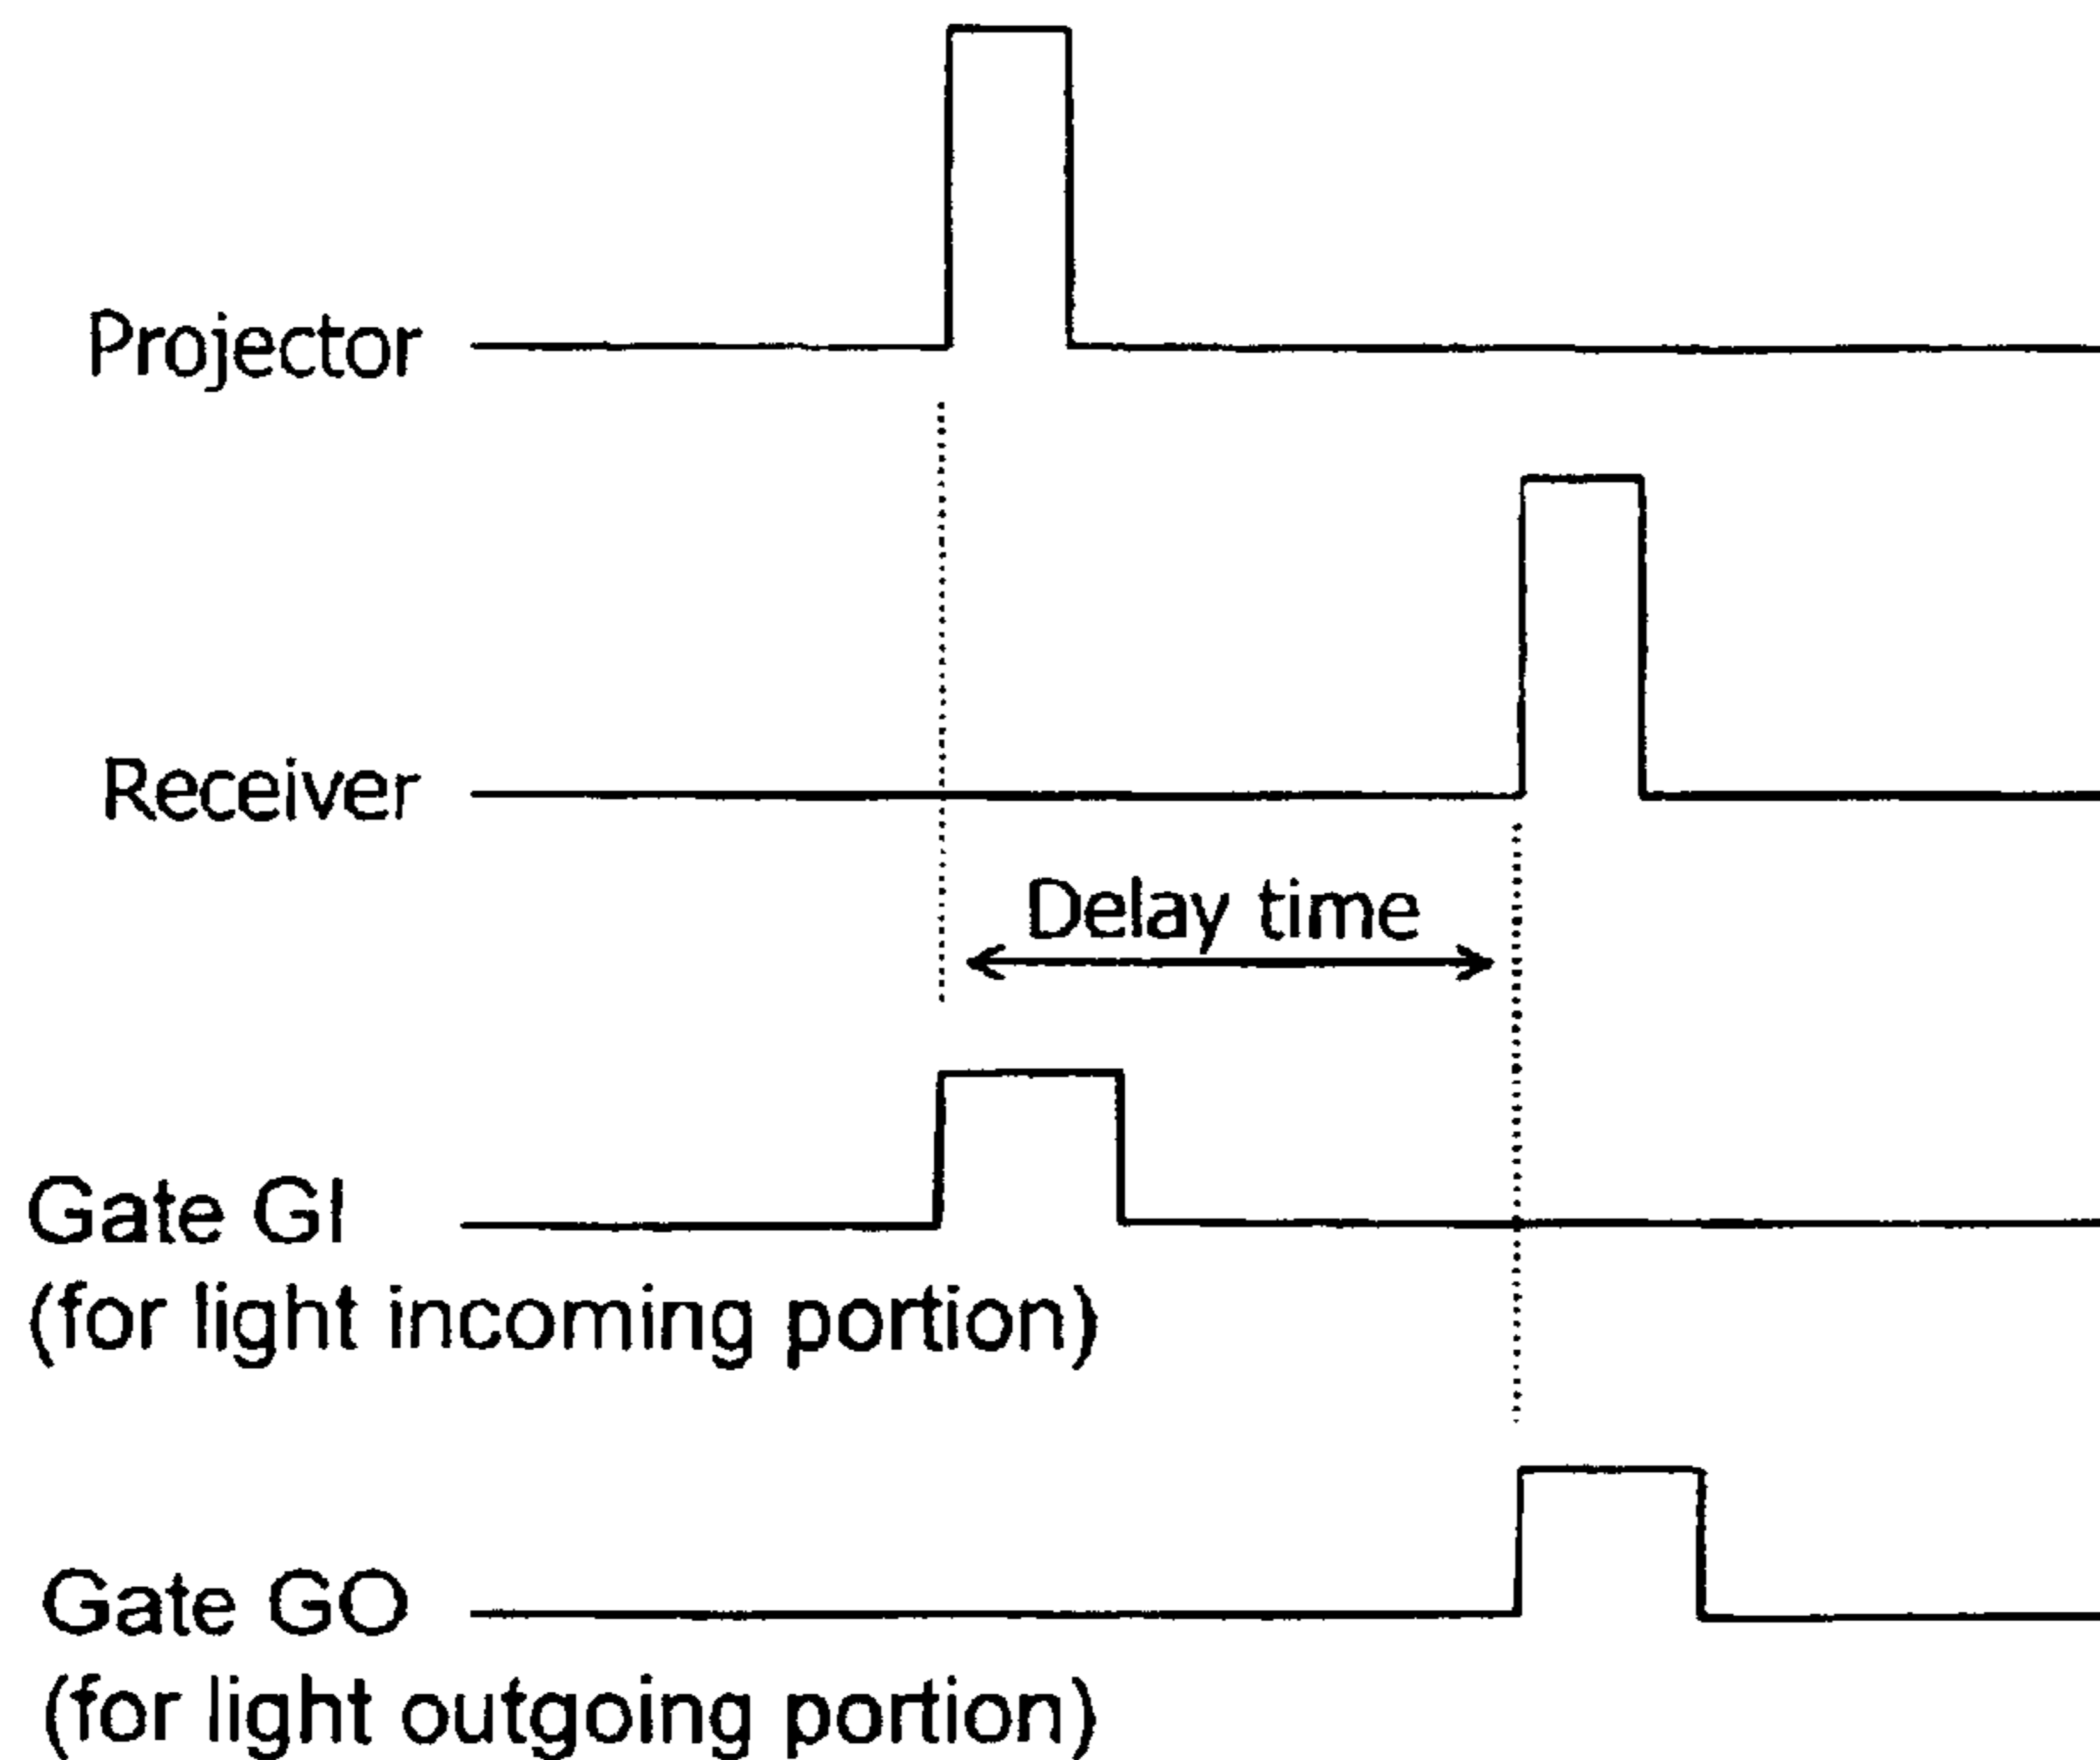 Projector
Receiver
Delay time
Gate GI
(for light incoming portion)
Gate GO
(for light outgoing portion)